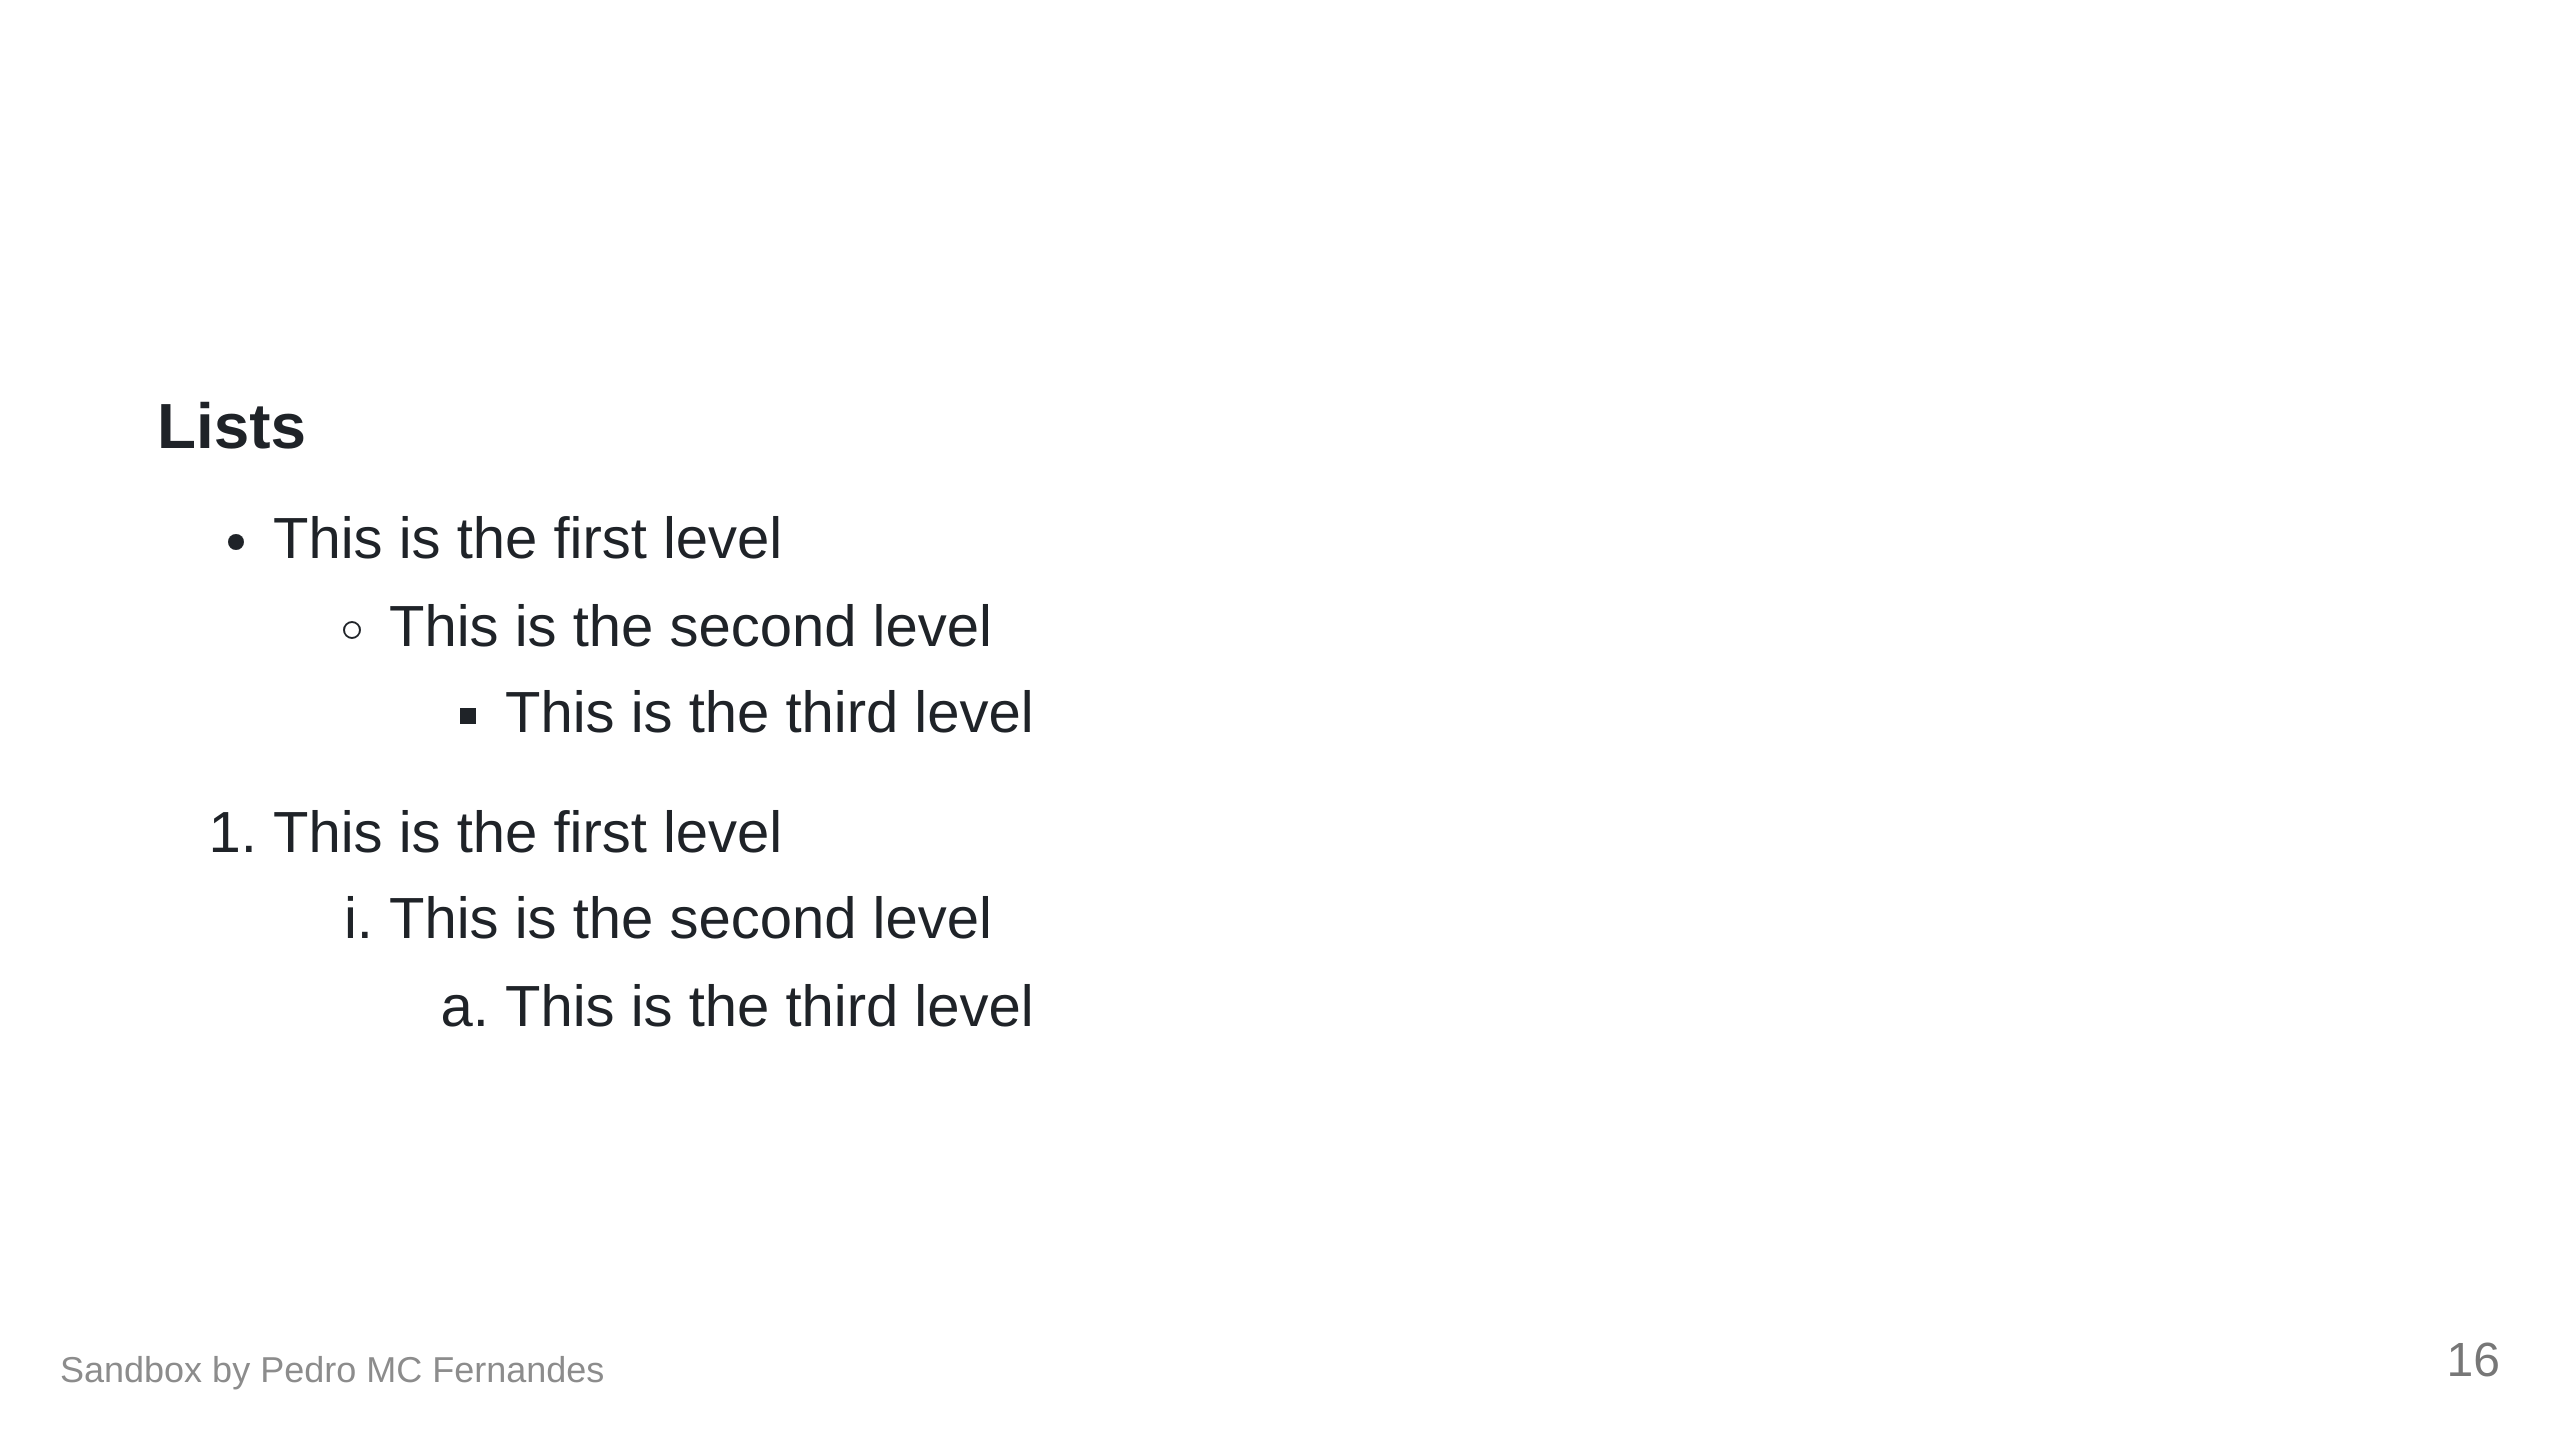 Lists
• This is the first level
◦ This is the second level
▪ This is the third level
1. This is the first level
i. This is the second level
a. This is the third level
Sandbox by Pedro MC Fernandes
16